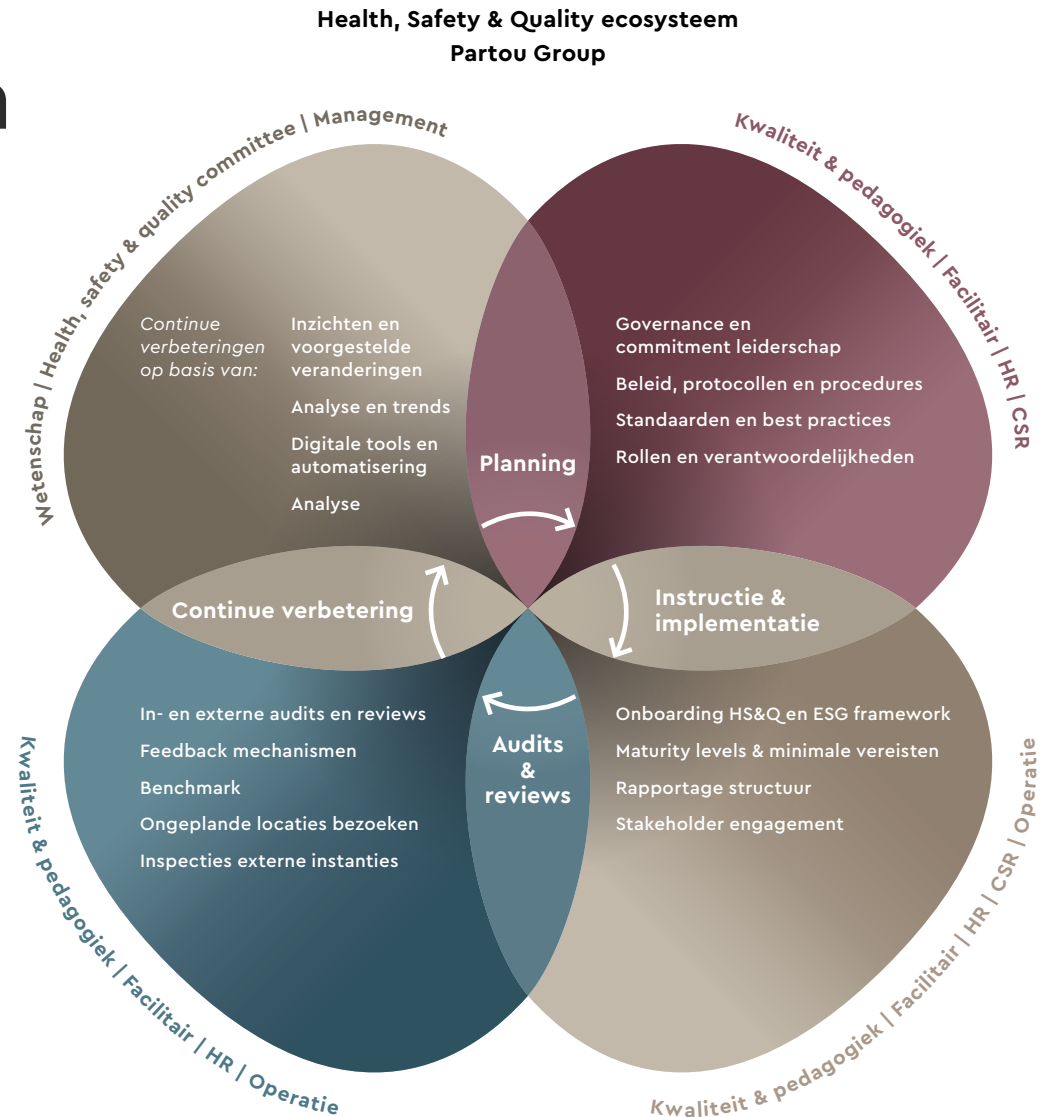 Health, Safety & Quality ecosysteem
Partou Group
Wetenschap | Health, safety & quality committee | Management
Kwaliteit & pedagogiek | Facilitair | HR | CSR
Continue
verbeteringen
op basis van:
Inzichten en
voorgestelde
veranderingen
Analyse en trends
Digitale tools en
automatisering
Analyse
Planning
Governance en
commitment leiderschap
Beleid, protocollen en procedures
Standaarden en best practices
Rollen en verantwoordelijkheden
Continue verbetering
Instructie &
implementatie
In- en externe audits en reviews
Feedback mechanismen
Benchmark
Ongeplande locaties bezoeken
Inspecties externe instanties
Audits
&
reviews
Onboarding HS&Q en ESG framework
Maturity levels & minimale vereisten
Rapportage structuur
Stakeholder engagement
Kwaliteit & pedagogiek | Facilitair | HR | Operatie
Kwaliteit & pedagogiek | Facilitair | HR | CSR | Operatie